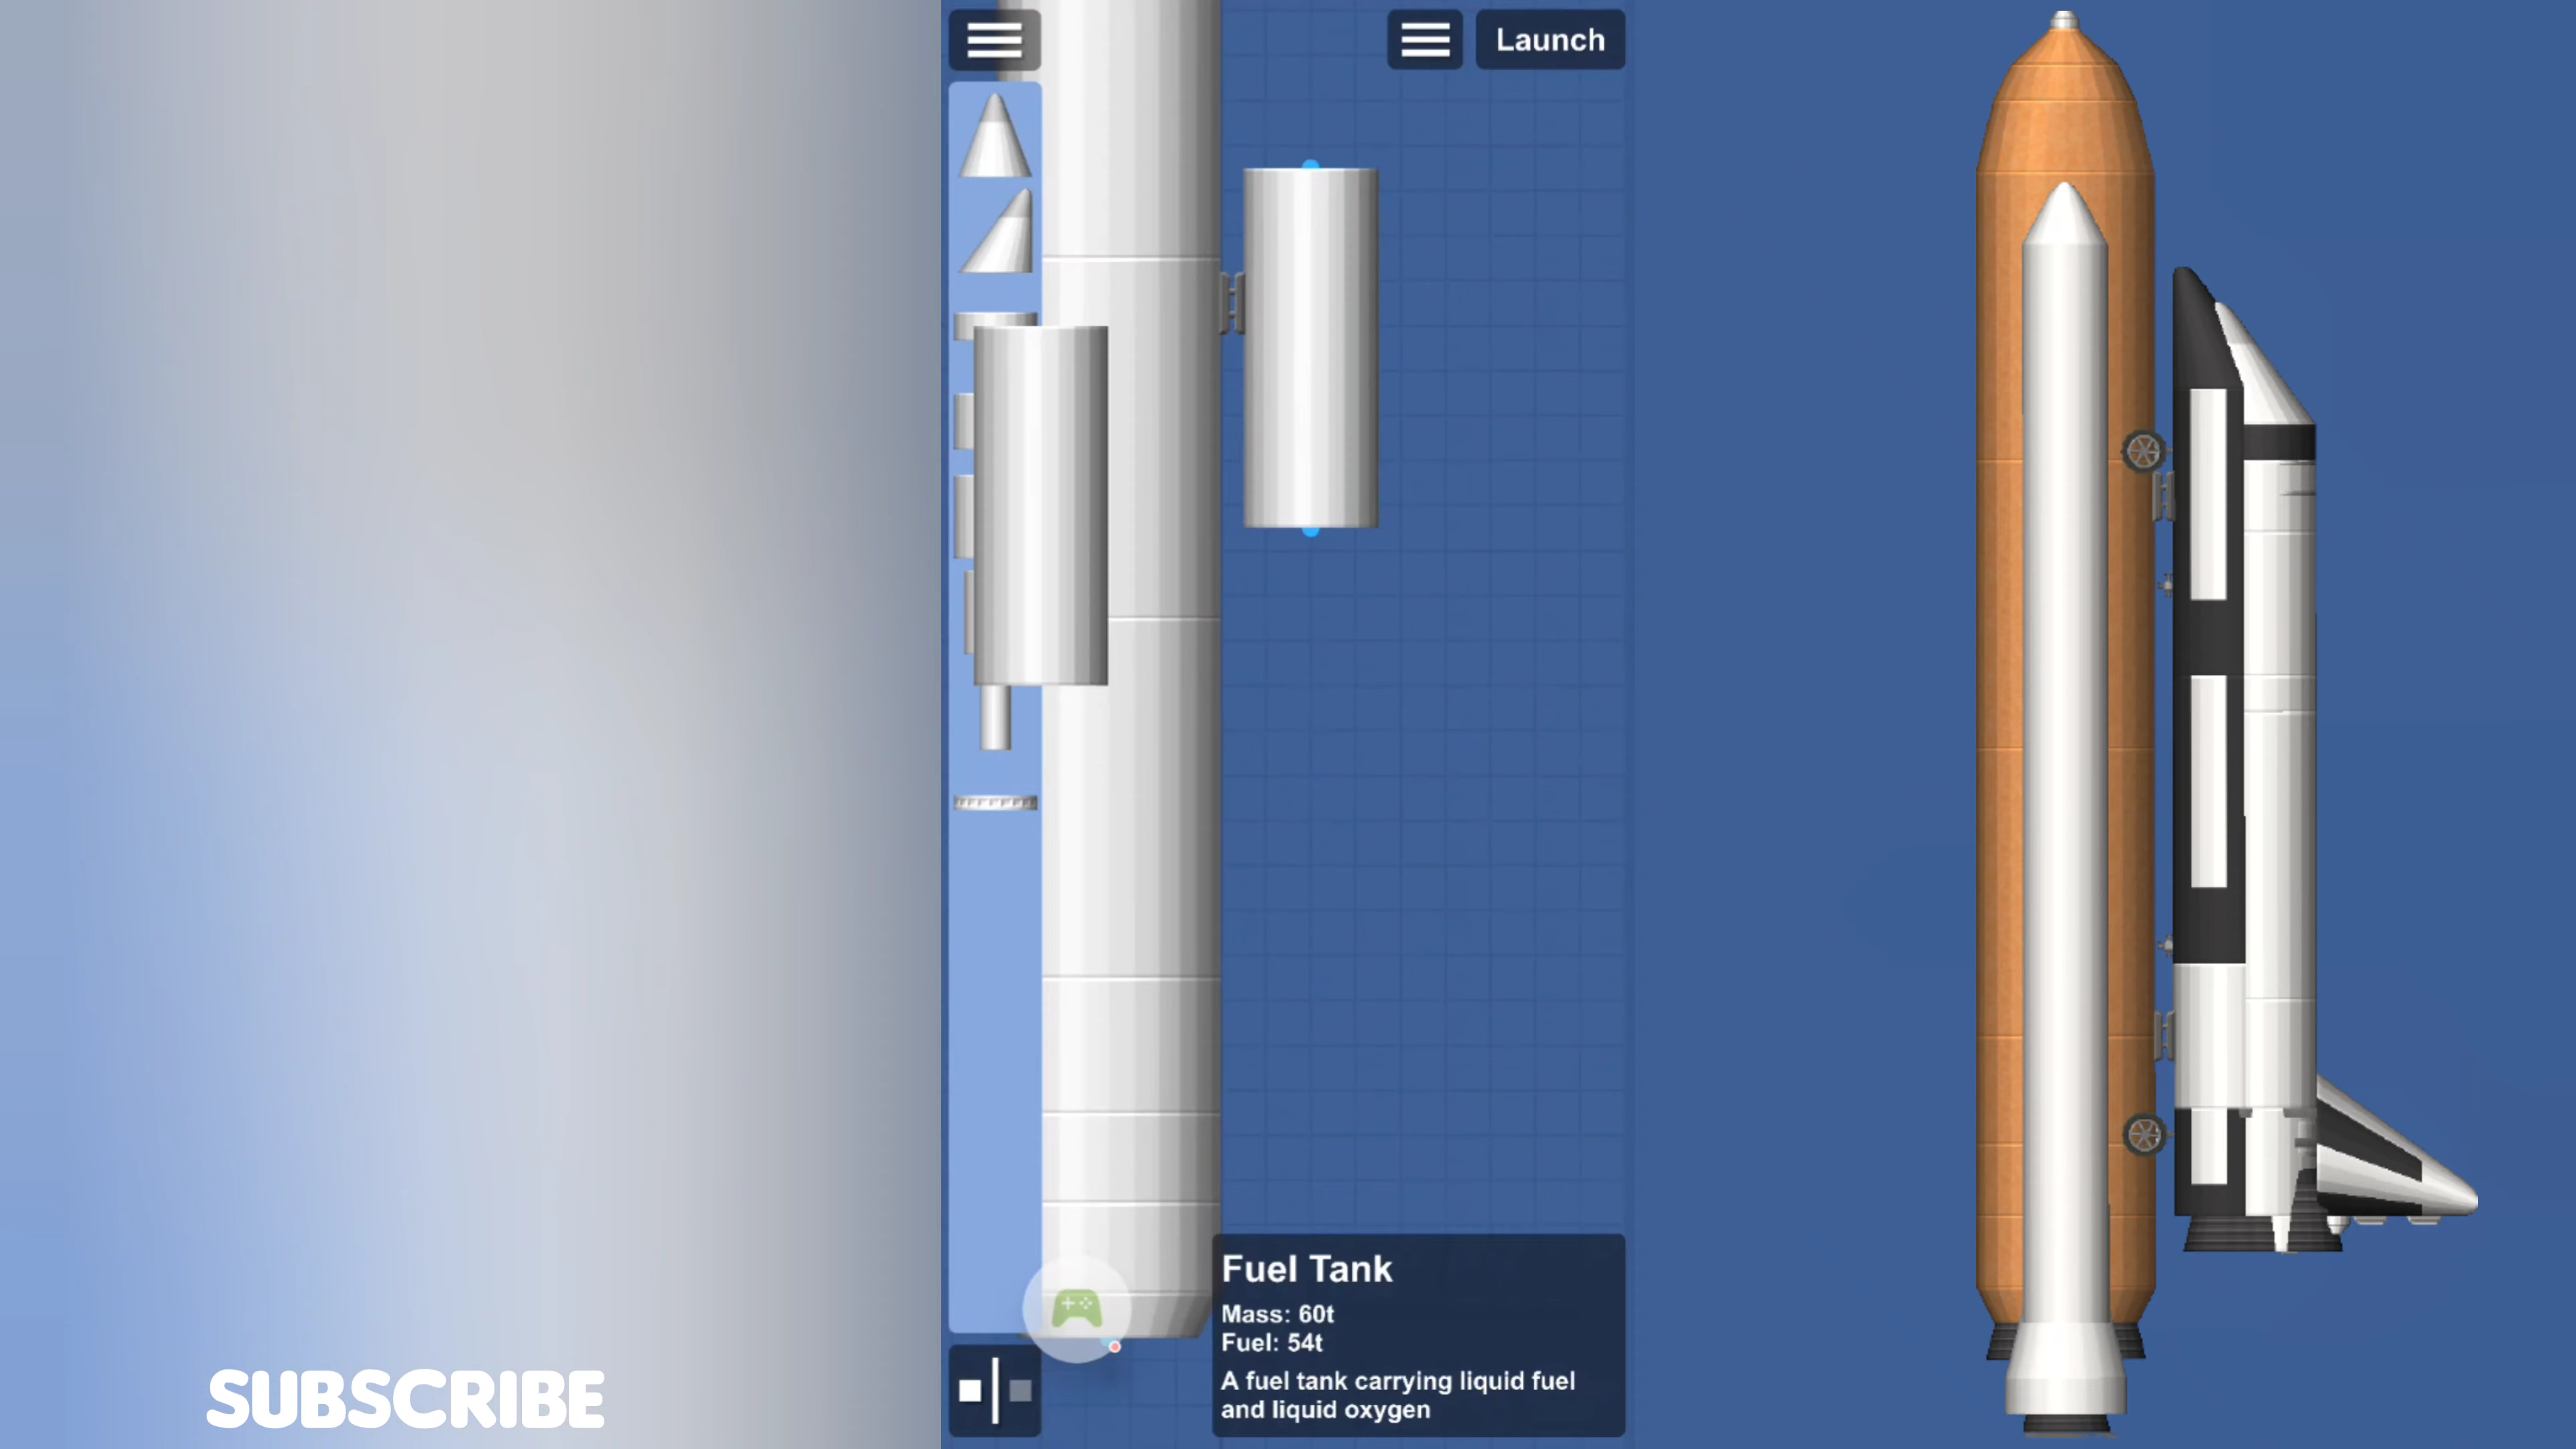 Launch
Fuel Tank
Mass: 60t
Fuel: 54t
A fuel tank carrying liquid fuel
and liquid oxygen
SUBSCRIBE